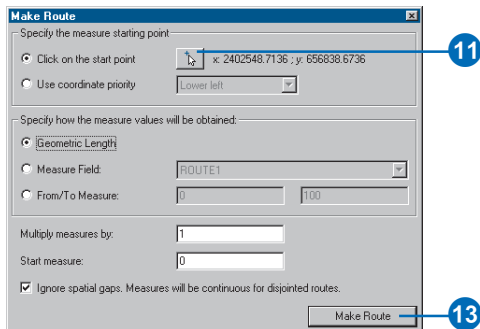 Make Route
Specify the measure starting point
Click on the start point x: 2402548.7136 ; y: 656838.6736
11
Use coordinate priority Lower left
Specify how the measure values will be obtained:
Geometric Length
Measure Field: ROUTE1
From/To Measure: 0 100
Multiply measures by: 1
Start measure: 0
Ignore spatial gaps. Measures will be continuous for disjointed routes.
Make Route
13